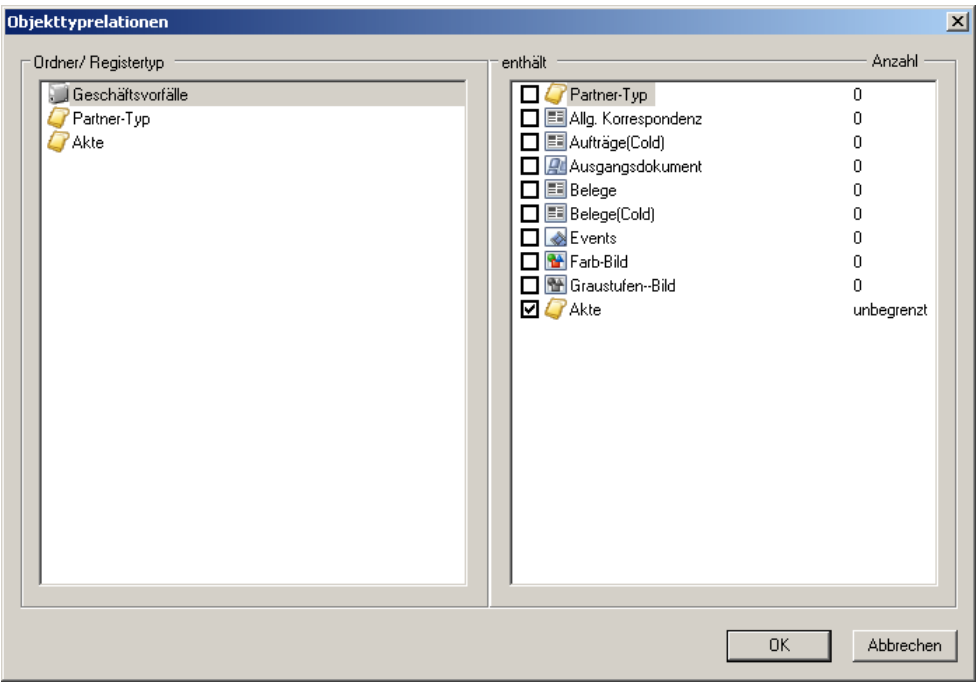 Objekttyprelationen
Ordner/ Registertyp
Geschäftsvorfälle
Partner-Typ
Akte
enthält Anzahl
Partner-Typ 0
Allg. Korrespondenz 0
Aufträge(Cold) 0
Ausgangsdokument 0
Belege 0
Belege(Cold) 0
Events 0
Farb-Bild 0
Graustufen--Bild 0
Akte unbegrenzt
OK Abbrechen